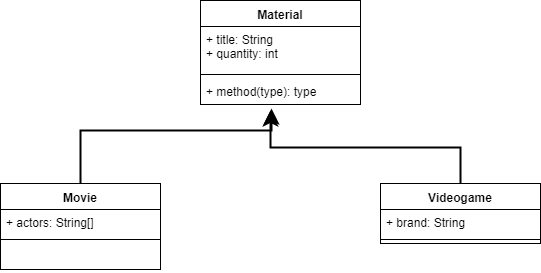 Material
+ title: String
+ quantity: int
+ method(type): type
Movie
+ actors: String[]
Videogame
+ brand: String